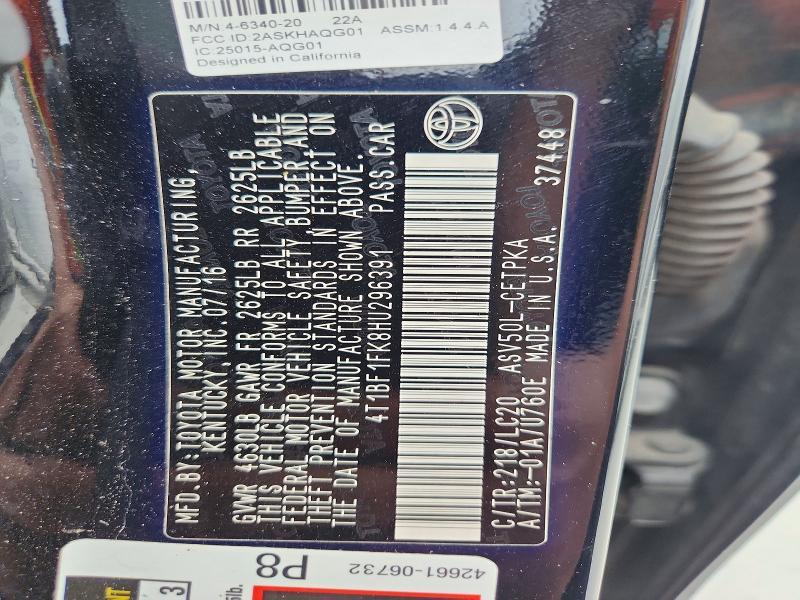 M/N:4-6340-20 22A
FCC ID:2ASKHAQG01 ASSM:1.4.4.A
IC:25015-AQG01
Designed in California
MFD. BY:TOYOTA MOTOR MANUFACTURING,
KENTUCKY, INC. 07/16
GVWR 4630LB GAWR FR 2625LB RR 2625LB
THIS VEHICLE CONFORMS TO ALL APPLICABLE
FEDERAL MOTOR VEHICLE SAFETY, BUMPER, AND
THEFT PREVENTION STANDARDS IN EFFECT ON
THE DATE OF MANUFACTURE SHOWN ABOVE.
4T1BF1FK8HU296391 PASS.CAR
C/TR:218/LC20 ASV50L-CETPKA
A/TM:-01A/U760E MADE IN U.S.A. 37448
P8
42661-06732
3